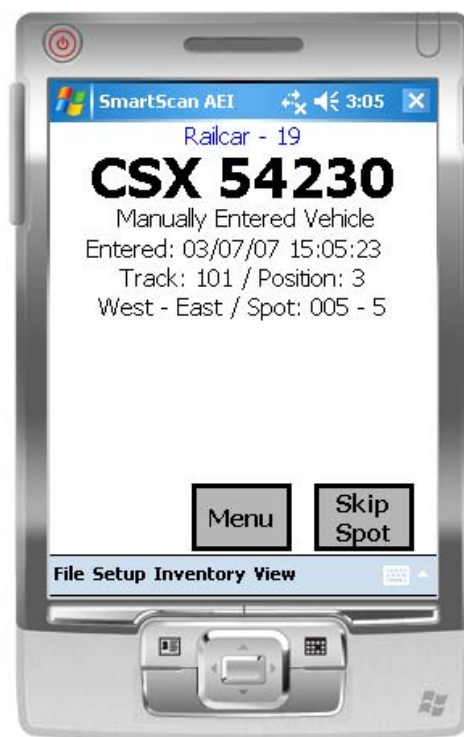 SmartScan AEI 3:05
Railcar - 19
CSX 54230
Manually Entered Vehicle
Entered: 03/07/07 15:05:23
Track: 101 / Position: 3
West - East / Spot: 005 - 5
Menu
Skip
Spot
File Setup Inventory View